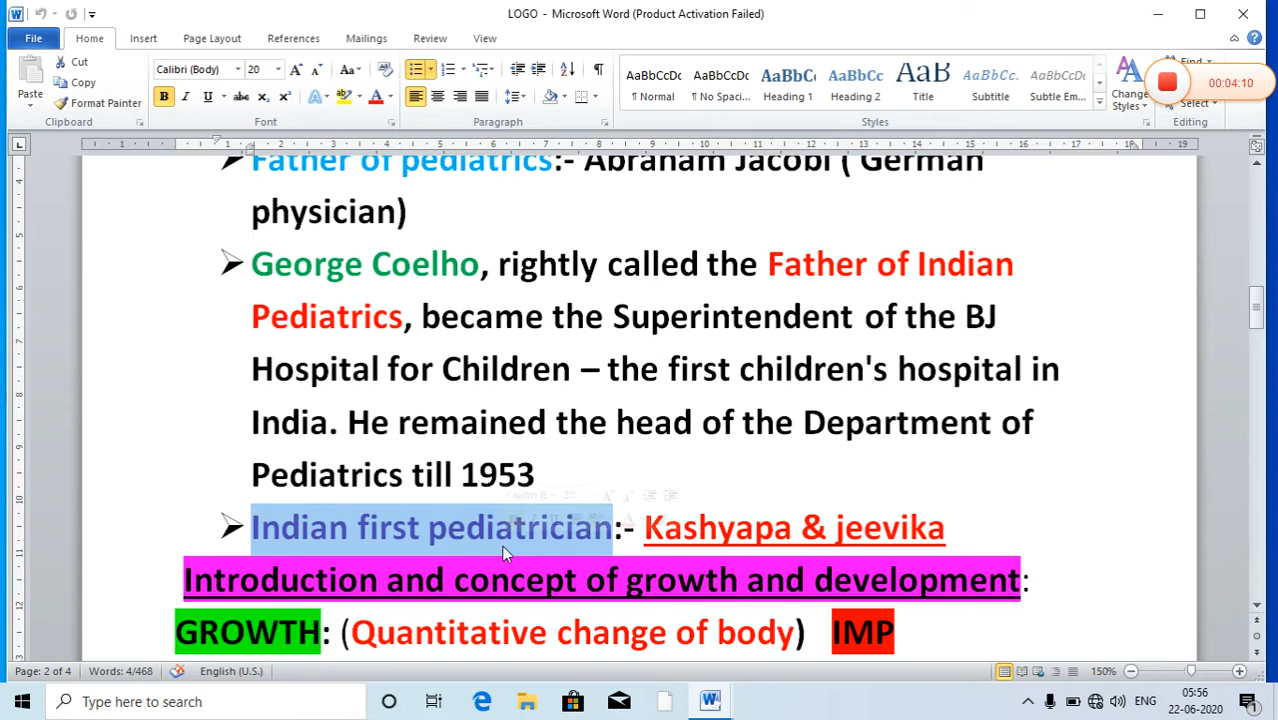 LOGO - Microsoft Word (Product Activation Failed)
File Home Insert Page Layout References Mailings Review View
Paste
Cut
Copy
Format Painter
Clipboard
Calibri (Body) 20
Font
Paragraph
AaBbCcDc AaBbCcDc AaBbCc AaBbCc AaB AaBbCc. AaBbCcDc
¶ Normal ¶ No Spaci... Heading 1 Heading 2 Title Subtitle Subtle Em...
Styles
Change
Styles
Find
Select
Editing
00:04:10
Father of pediatrics:- Abraham Jacobi ( German
physician)
George Coelho, rightly called the Father of Indian
Pediatrics, became the Superintendent of the BJ
Hospital for Children – the first children's hospital in
India. He remained the head of the Department of
Pediatrics till 1953
Indian first pediatrician:- Kashyapa & jeevika
Introduction and concept of growth and development:
GROWTH: (Quantitative change of body) IMP
Page: 2 of 4 Words: 4/468 English (U.S.) 150%
Type here to search
ENG
05:56
22-06-2020